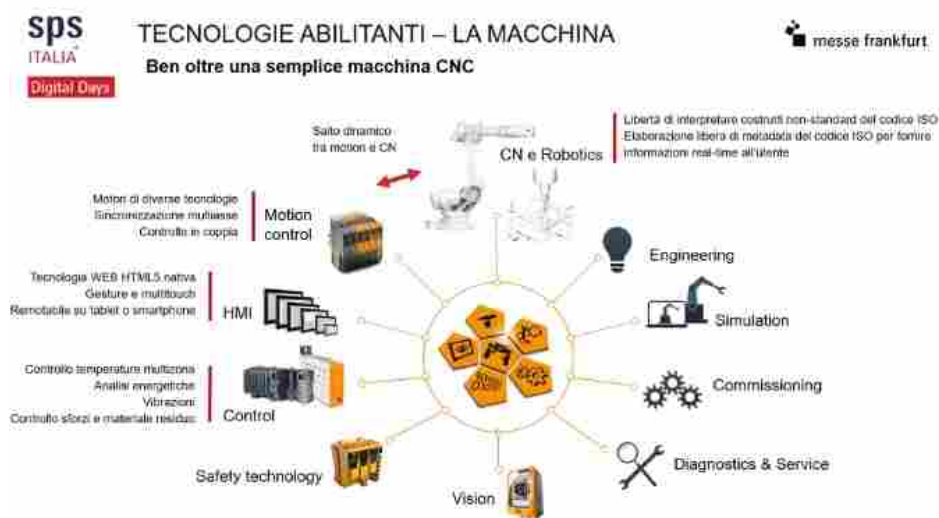 sps
ITALIA
Digital Days
TECNOLOGIE ABILITANTI – LA MACCHINA
Ben oltre una semplice macchina CNC
messe frankfurt
Salto dinamico
tra motion e CN
CN e Robotics
Libertà di interpretare costrutti non-standard del codice ISO
Elaborazione libera di metadata del codice ISO per fornire
informazioni real-time all'utente
Motori di diverse tecnologie
Sincronizzazione multiasse
Controllo in coppia
Motion
control
Engineering
Tecnologia WEB HTML5 nativa
Gesture e multitouch
Remotabile su tablet o smartphone
HMI
Simulation
Controllo temperature multizona
Analisi energetiche
Vibrazioni
Controllo sforzi e materiale residuo
Control
Commissioning
Safety technology
Vision
Diagnostics & Service